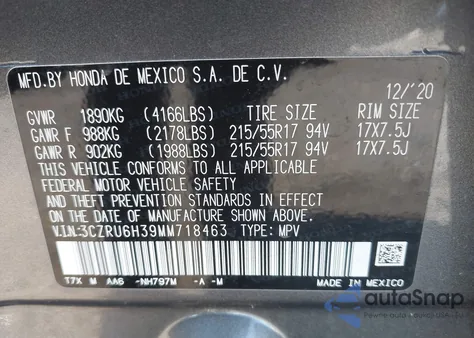 MFD.BY HONDA DE MEXICO S.A. DE C.V.
12/'20
GVWR 1890KG (4166LBS) TIRE SIZE RIM SIZE
GAWR F 988KG (2178LBS) 215/55R17 94V 17X7.5J
GAWR R 902KG (1988LBS) 215/55R17 94V 17X7.5J
THIS VEHICLE CONFORMS TO ALL APPLICABLE
FEDERAL MOTOR VEHICLE SAFETY
AND THEFT PREVENTION STANDARDS IN EFFECT
ON THE DATE OF MANUFACTURE SHOWN ABOVE.
V.I.N:3CZRU6H39MM718463 TYPE: MPV
T7X M AA6 -NH797M -A -M
MADE IN MEXICO
autoSnap
www.autosnap.com